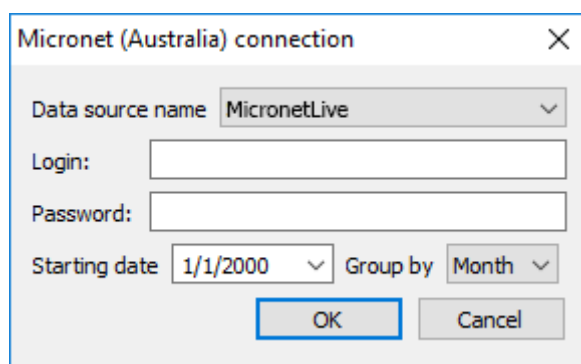 Micronet (Australia) connection
Data source name MicronetLive
Login:
Password:
Starting date 1/1/2000 Group by Month
OK Cancel